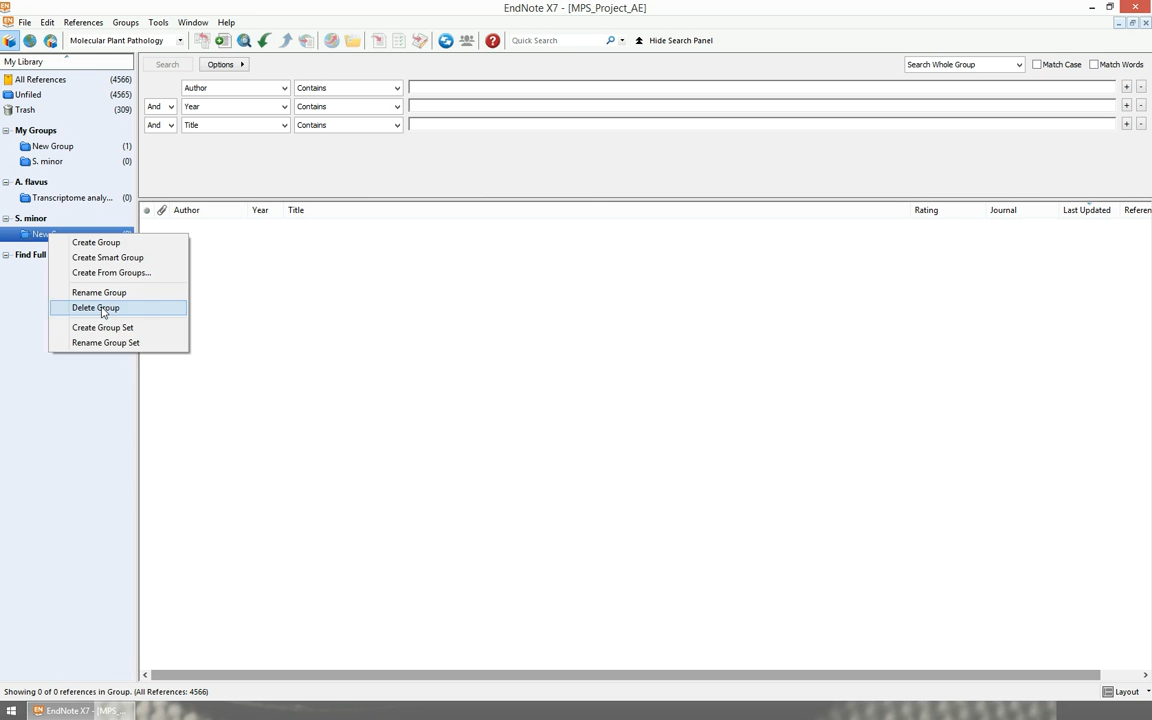 EndNote X7 - [MPS_Project_AE]
File Edit References Groups Tools Window Help
Molecular Plant Pathology Quick Search Hide Search Panel
My Library
Search Options Search Whole Group Match Case Match Words
All References (4566)
Unfiled (4565)
Trash (309)
Author Contains + -
And Year Contains + -
And Title Contains + -
My Groups
New Group (1)
S. minor (0)
A. flavus
Transcriptome analy... (0)
S. minor
Author Year Title Rating Journal Last Updated Referen
New
Find Full
Create Group
Create Smart Group
Create From Groups...
Rename Group
Delete Group
Create Group Set
Rename Group Set
Showing 0 of 0 references in Group. (All References: 4566)
Layout
EndNote X7 - [MPS_...